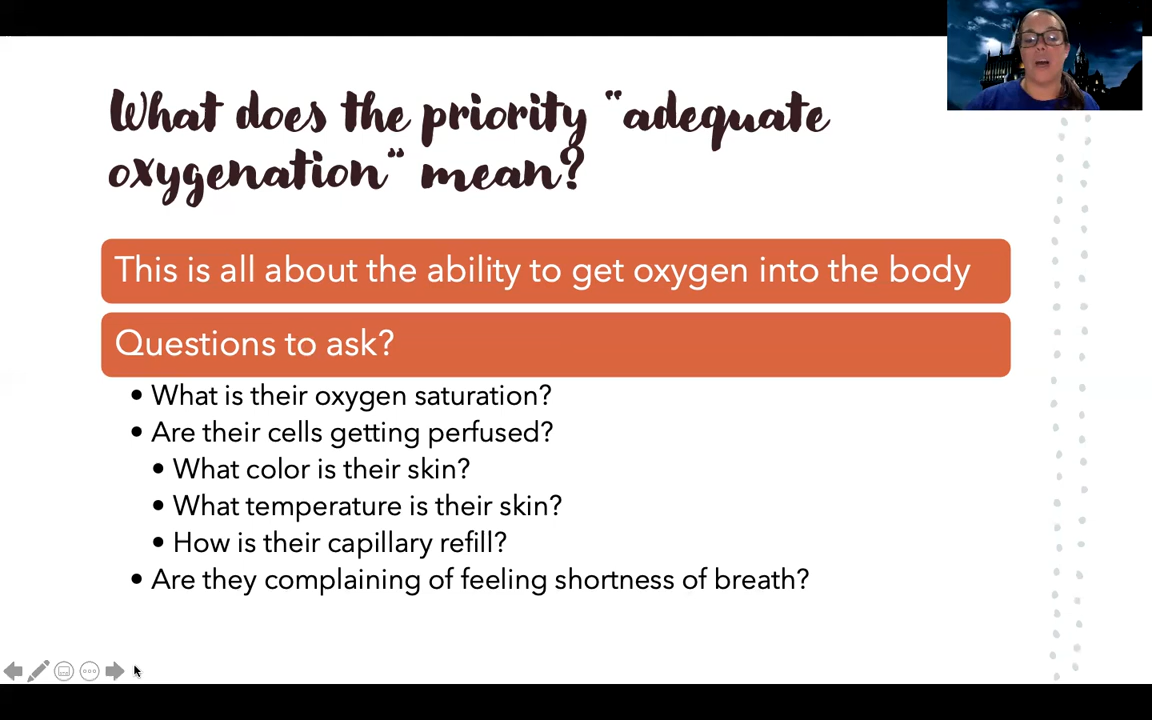 What does the priority “adequate
oxygenation” mean?
This is all about the ability to get oxygen into the body
Questions to ask?
• What is their oxygen saturation?
• Are their cells getting perfused?
• What color is their skin?
• What temperature is their skin?
• How is their capillary refill?
• Are they complaining of feeling shortness of breath?